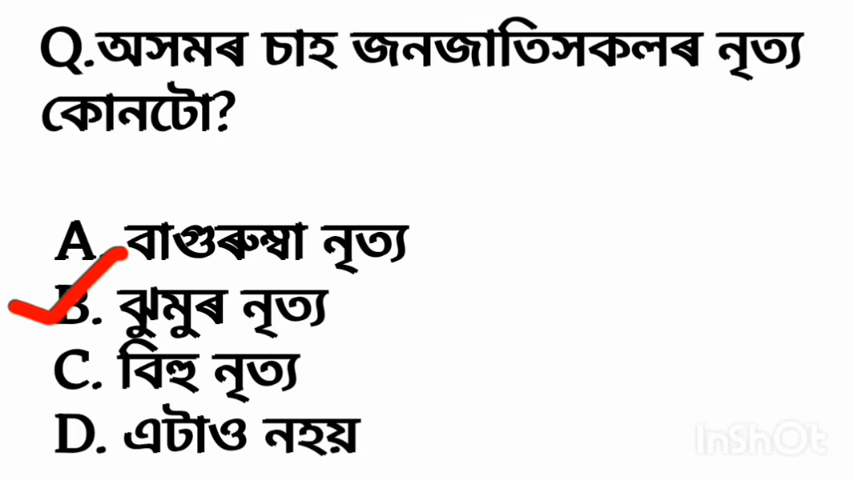 Q.অসমৰ চাহ জনজাতিসকলৰ নৃত্য
কোনটো?
A. বাগুৰুম্বা নৃত্য
B. ঝুমুৰ নৃত্য
C. বিহু নৃত্য
D. এটাও নহয়
InShOt